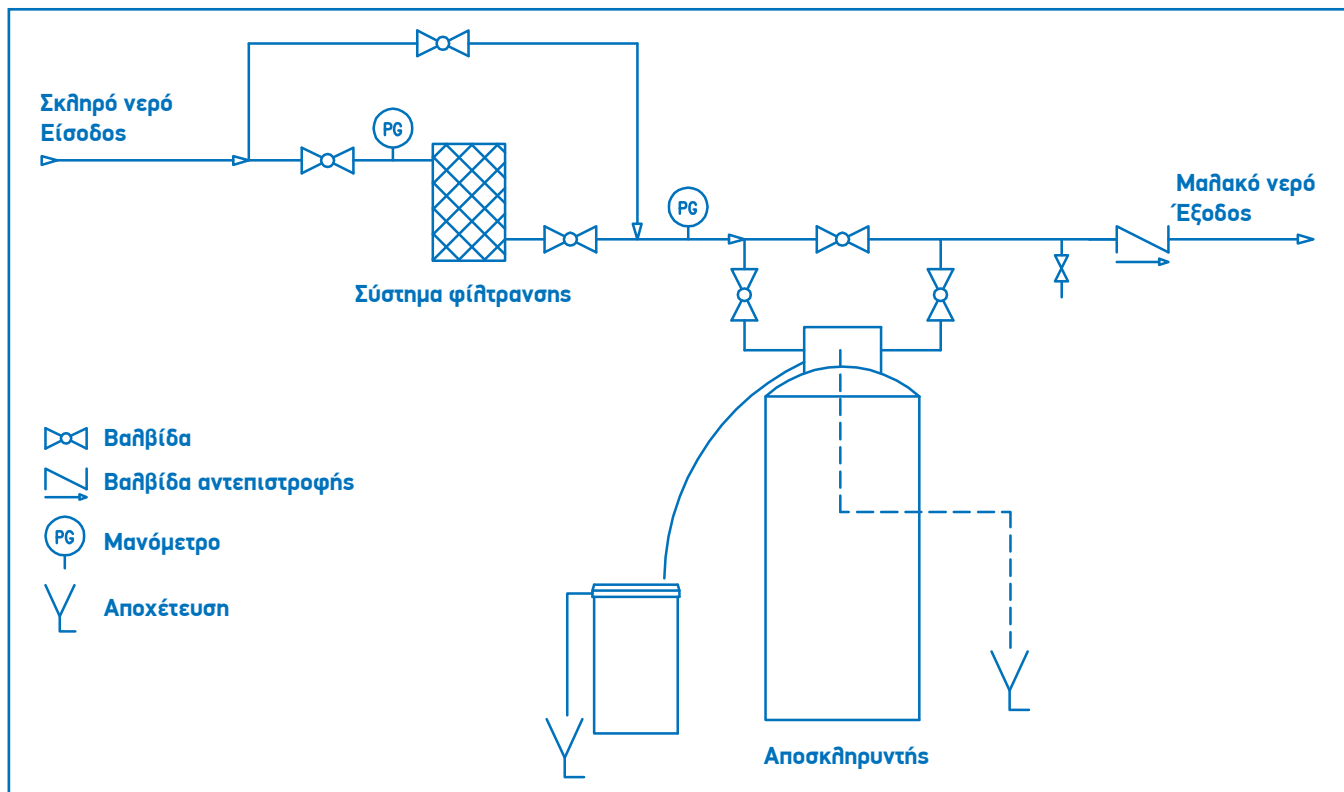 Σκληρό νερό
Είσοδος
PG
PG
Μαλακό νερό
Έξοδος
Σύστημα φίλτρανσης
Βαλβίδα
Βαλβίδα αντεπιστροφής
PG Μανόμετρο
Αποχέτευση
Αποσκληρυντής